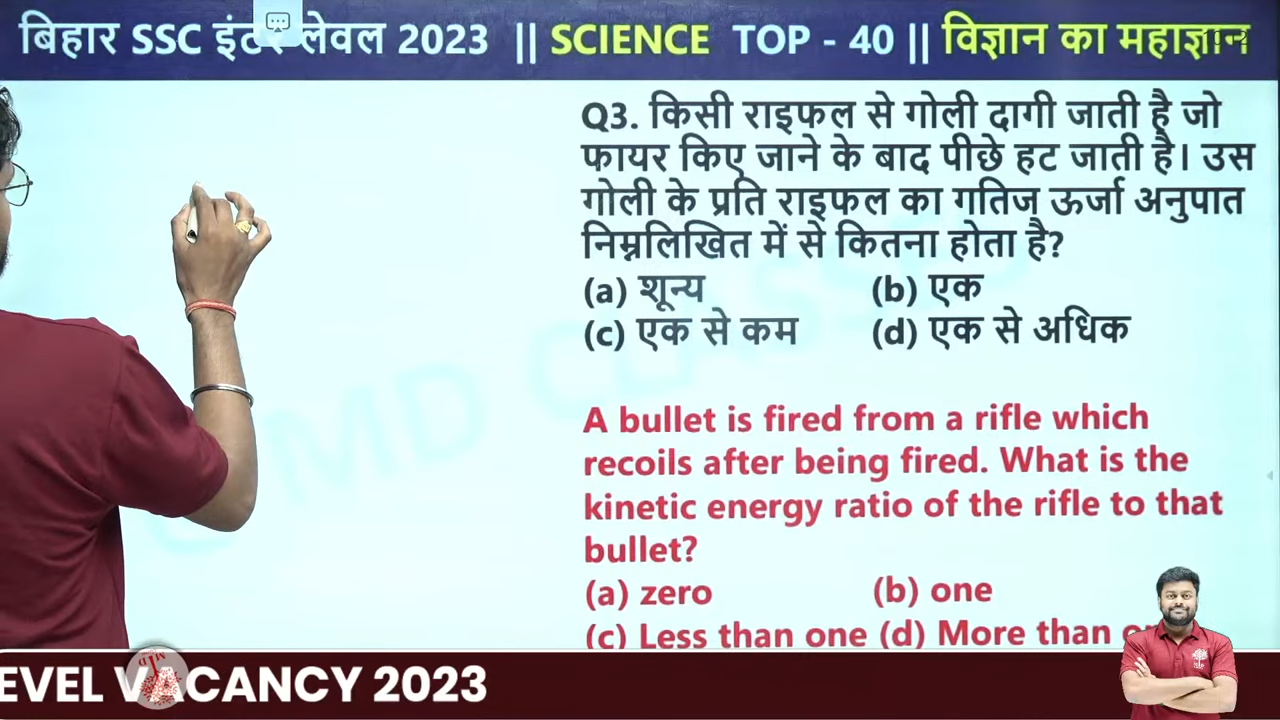 बिहार SSC इंटर लेवल 2023 || SCIENCE TOP - 40 || विज्ञान का महाज्ञान
Q3. किसी राइफल से गोली दागी जाती है जो
फायर किए जाने के बाद पीछे हट जाती है। उस
गोली के प्रति राइफल का गतिज ऊर्जा अनुपात
निम्नलिखित में से कितना होता है?
(a) शून्य (b) एक
(c) एक से कम (d) एक से अधिक
MD CLASSES
A bullet is fired from a rifle which
recoils after being fired. What is the
kinetic energy ratio of the rifle to that
bullet?
(a) zero (b) one
(c) Less than one (d) More than
EVEL VACANCY 2023